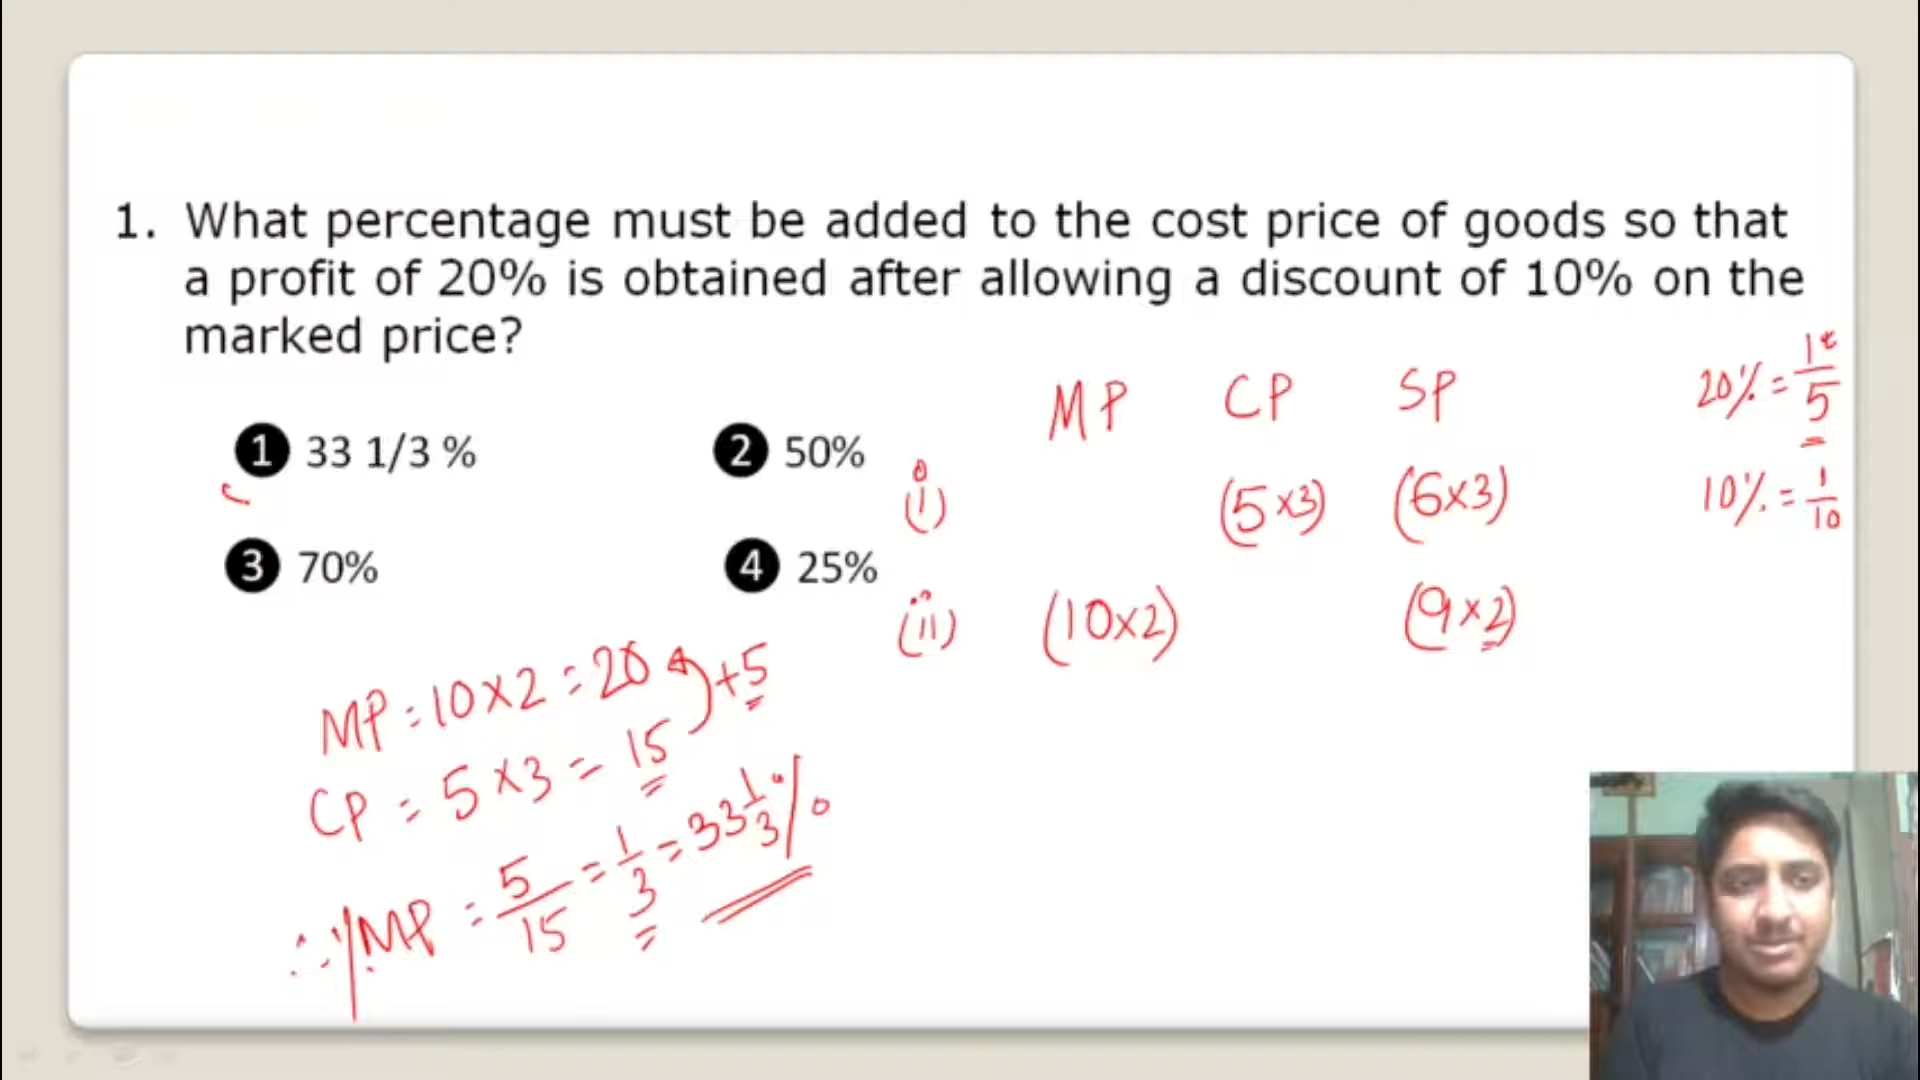 1. What percentage must be added to the cost price of goods so that
a profit of 20% is obtained after allowing a discount of 10% on the
marked price?
1 33 1/3 %
2 50%
3 70%
4 25%
MP CP SP
20% = 1/5
(i) (5×3) (6×3)
10% = 1/10
(ii) (10×2) (9×2)
MP = 10×2 = 20 +5
CP = 5×3 = 15
∴ % MP = 5/15 = 1/3 = 33 1/3 %